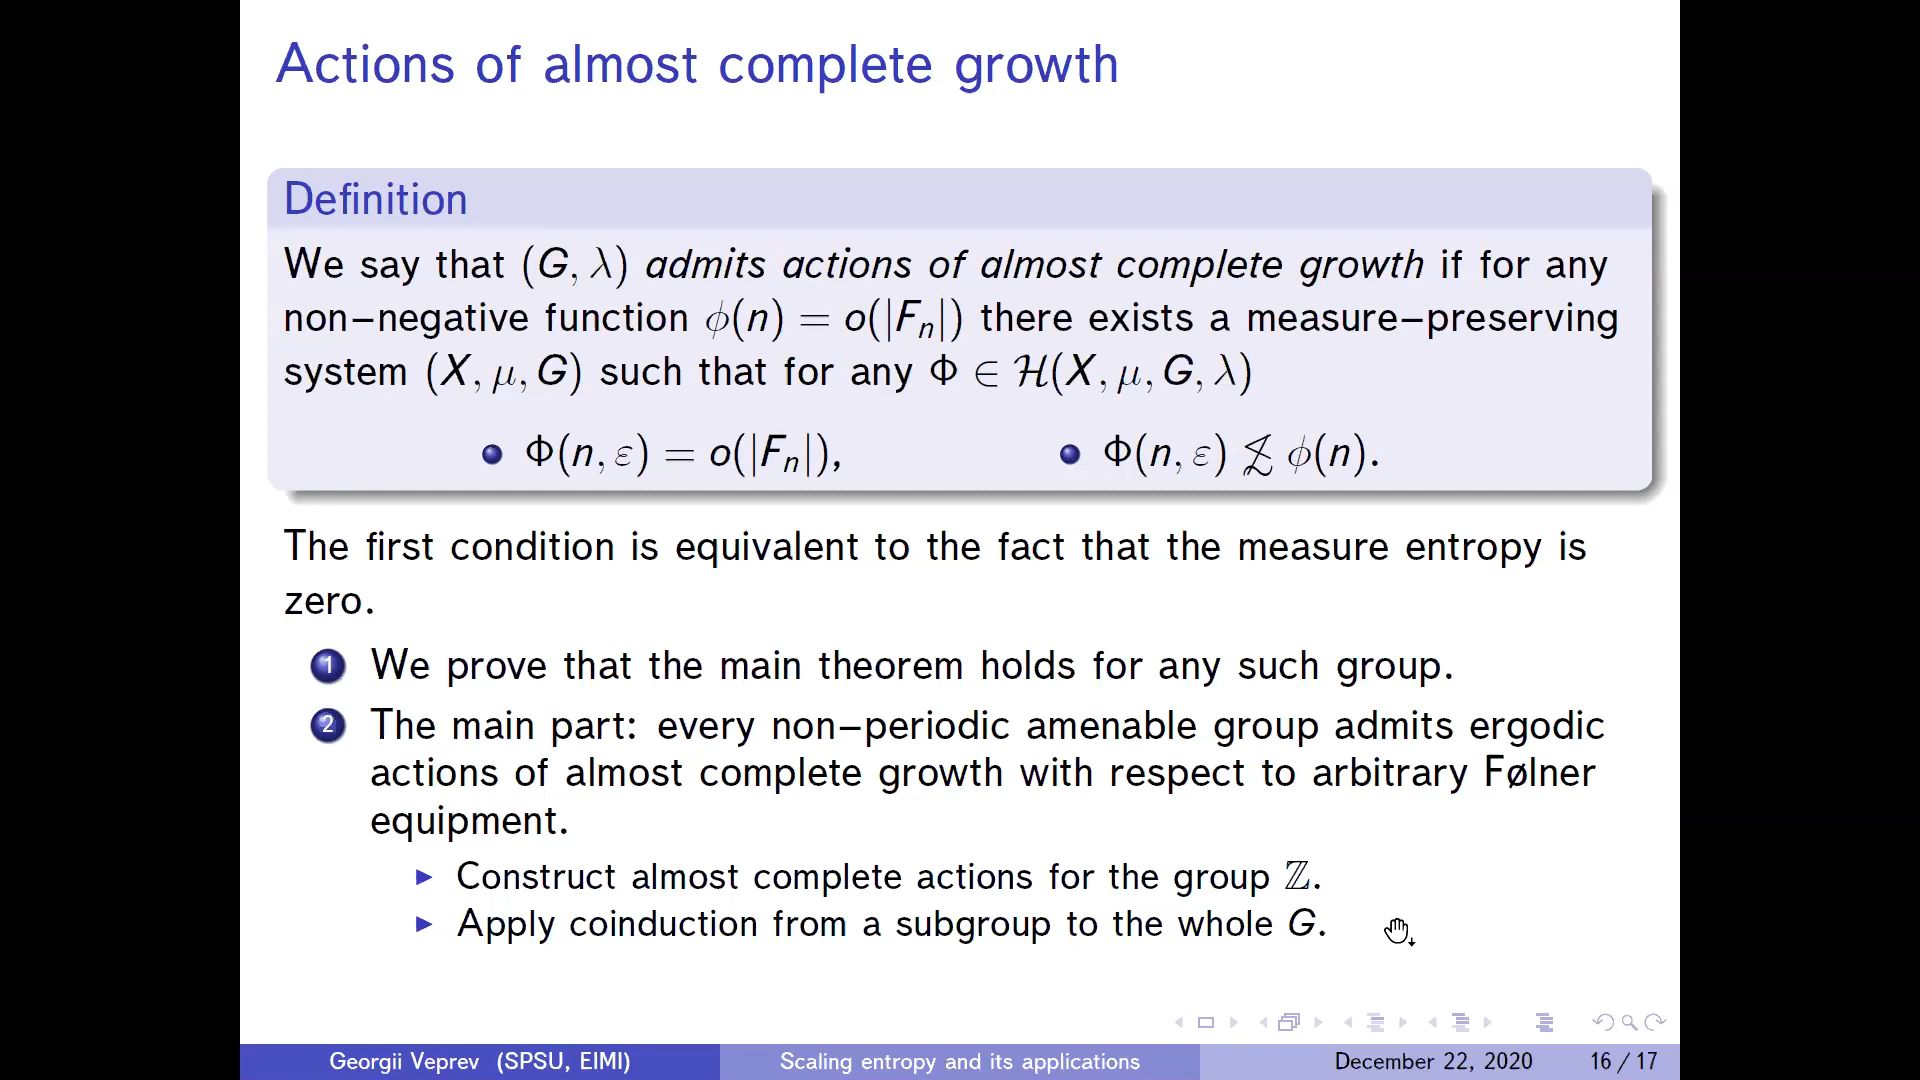 Actions of almost complete growth
Definition
We say that (G, λ) admits actions of almost complete growth if for any
non−negative function ϕ(n) = o(|Fₙ|) there exists a measure−preserving
system (X, μ, G) such that for any Φ ∈ ℋ(X, μ, G, λ)
Φ(n, ε) = o(|Fₙ|), Φ(n, ε) ⋦̸ ϕ(n).
The first condition is equivalent to the fact that the measure entropy is
zero.
1 We prove that the main theorem holds for any such group.
2 The main part: every non−periodic amenable group admits ergodic
actions of almost complete growth with respect to arbitrary Følner
equipment.
Construct almost complete actions for the group ℤ.
Apply coinduction from a subgroup to the whole G.
Georgii Veprev (SPSU, EIMI) Scaling entropy and its applications December 22, 2020 16 / 17